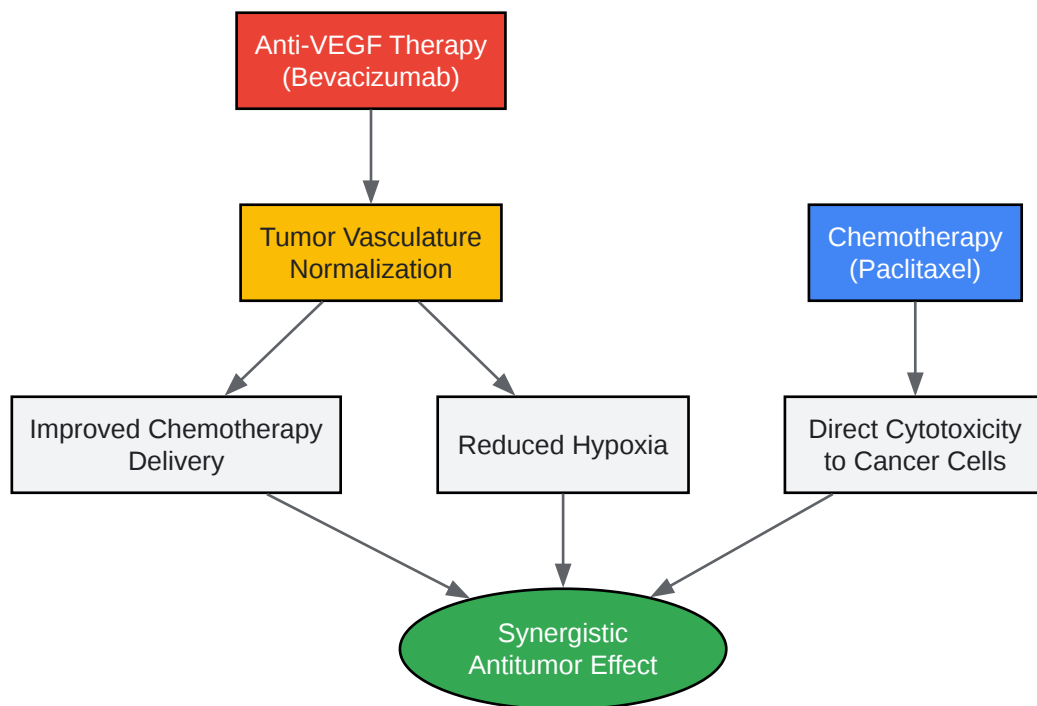 Anti-VEGF Therapy
(Bevacizumab)
Tumor Vasculature
Normalization
Chemotherapy
(Paclitaxel)
Improved Chemotherapy
Delivery
Reduced Hypoxia
Direct Cytotoxicity
to Cancer Cells
Synergistic
Antitumor Effect